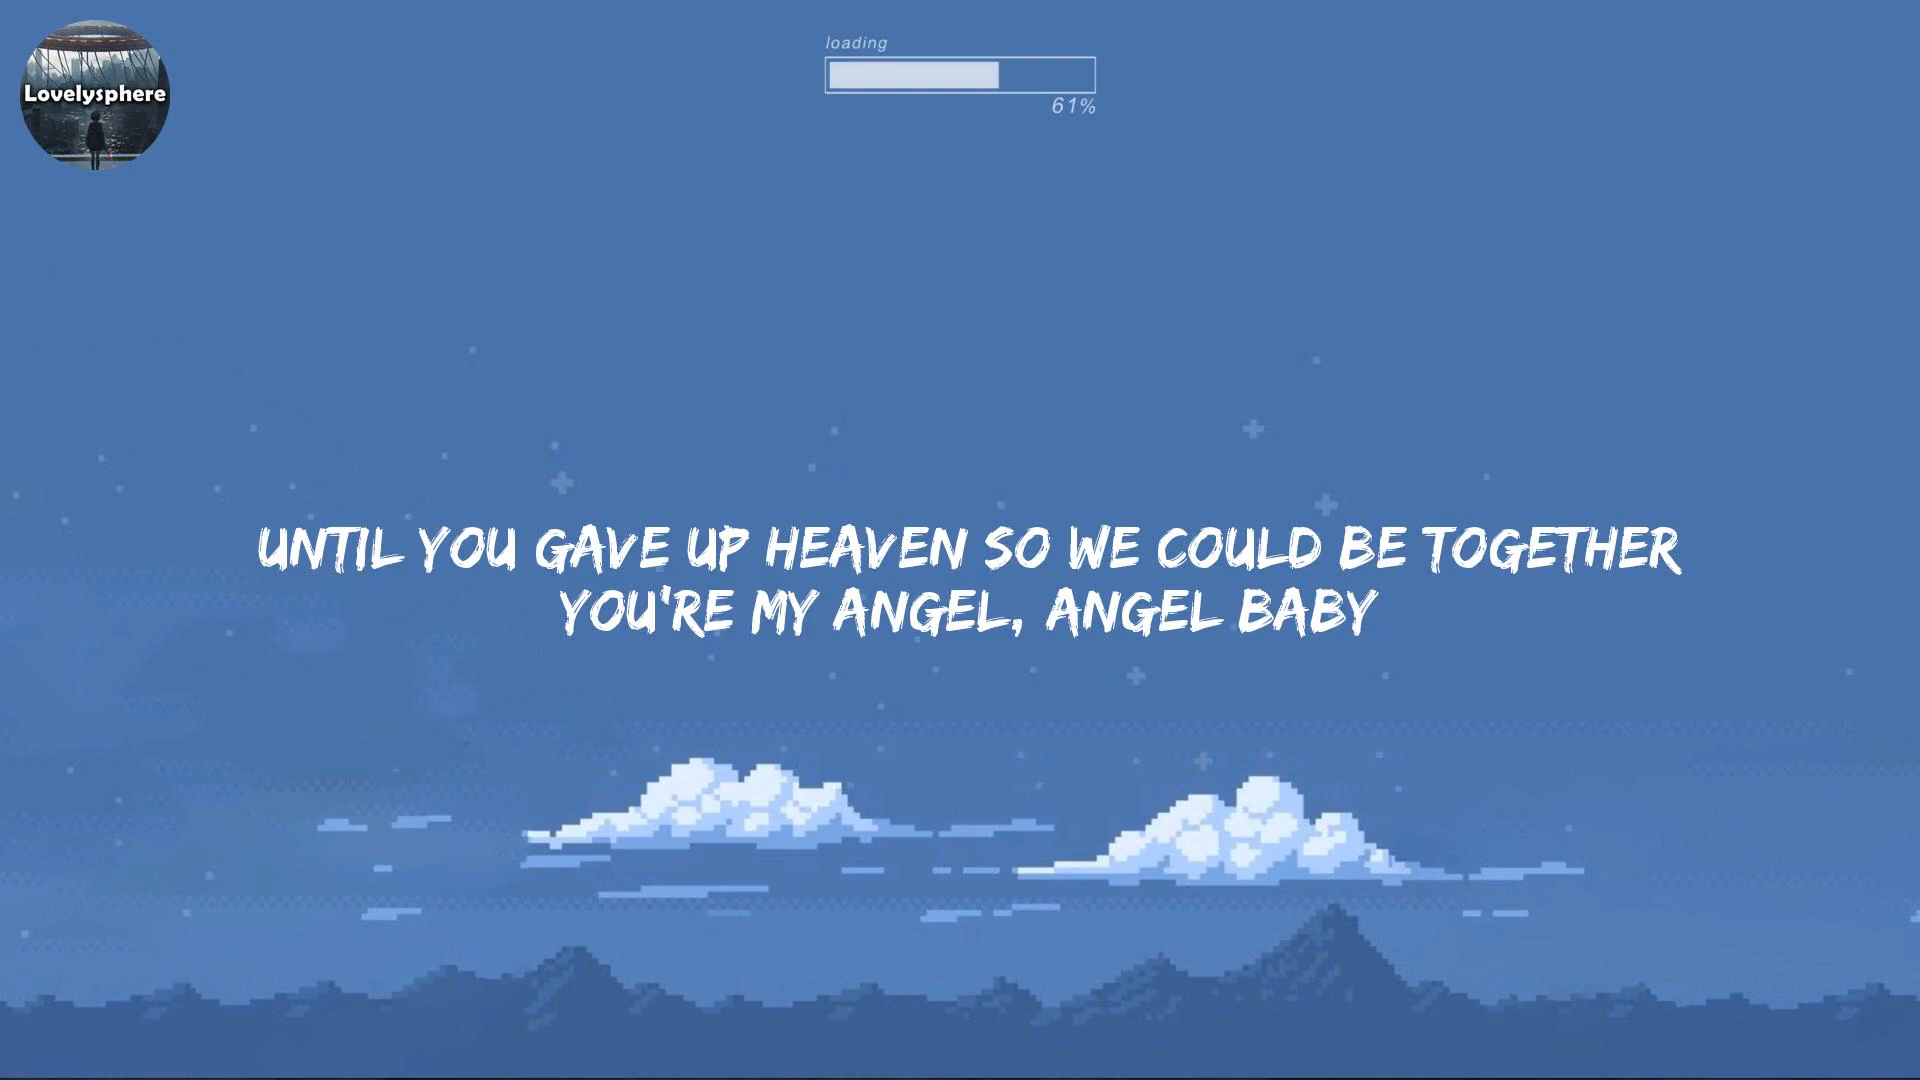 Lovelysphere
loading
61%
UNTIL YOU GAVE UP HEAVEN SO WE COULD BE TOGETHER
YOU'RE MY ANGEL, ANGEL BABY